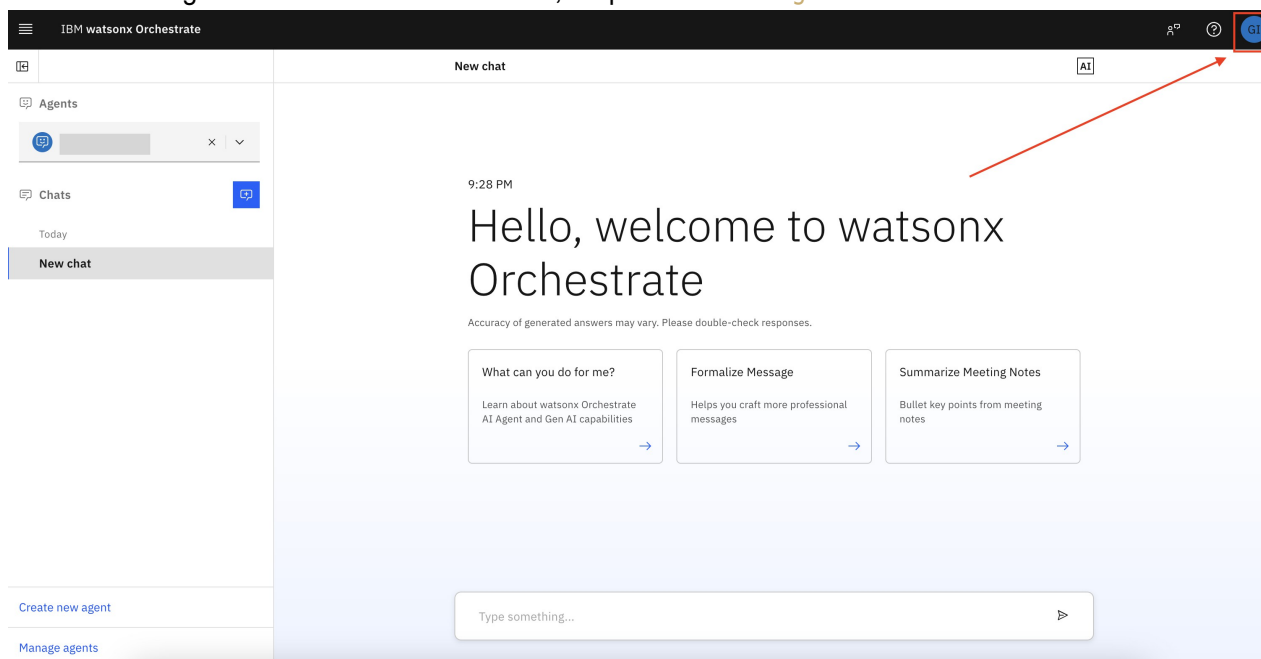 IBM watsonx Orchestrate
GI
New chat
AI
Agents
Chats
Today
New chat
9:28 PM
Hello, welcome to watsonx
Orchestrate
Accuracy of generated answers may vary. Please double-check responses.
What can you do for me?
Learn about watsonx Orchestrate
AI Agent and Gen AI capabilities
Formalize Message
Helps you craft more professional
messages
Summarize Meeting Notes
Bullet key points from meeting
notes
Create new agent
Type something...
Manage agents